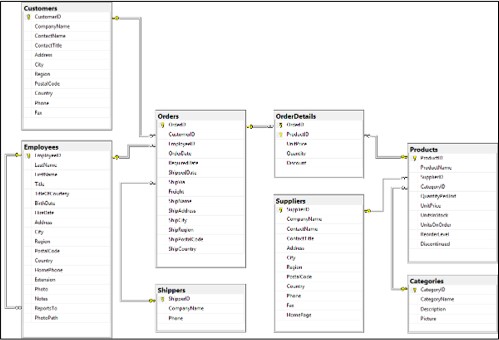 Customers
CustomerID
CompanyName
ContactName
ContactTitle
Address
City
Region
PostalCode
Country
Phone
Fax
Employees
EmployeeID
LastName
FirstName
Title
TitleOfCourtesy
BirthDate
HireDate
Address
City
Region
PostalCode
Country
HomePhone
Extension
Photo
Notes
ReportsTo
PhotoPath
Orders
OrderID
CustomerID
EmployeeID
OrderDate
RequiredDate
ShippedDate
ShipVia
Freight
ShipName
ShipAddress
ShipCity
ShipRegion
ShipPostalCode
ShipCountry
Shippers
ShipperID
CompanyName
Phone
OrderDetails
OrderID
ProductID
UnitPrice
Quantity
Discount
Suppliers
SupplierID
CompanyName
ContactName
ContactTitle
Address
City
Region
PostalCode
Country
Phone
Fax
HomePage
Products
ProductID
ProductName
SupplierID
CategoryID
QuantityPerUnit
UnitPrice
UnitsInStock
UnitsOnOrder
ReorderLevel
Discontinued
Categories
CategoryID
CategoryName
Description
Picture